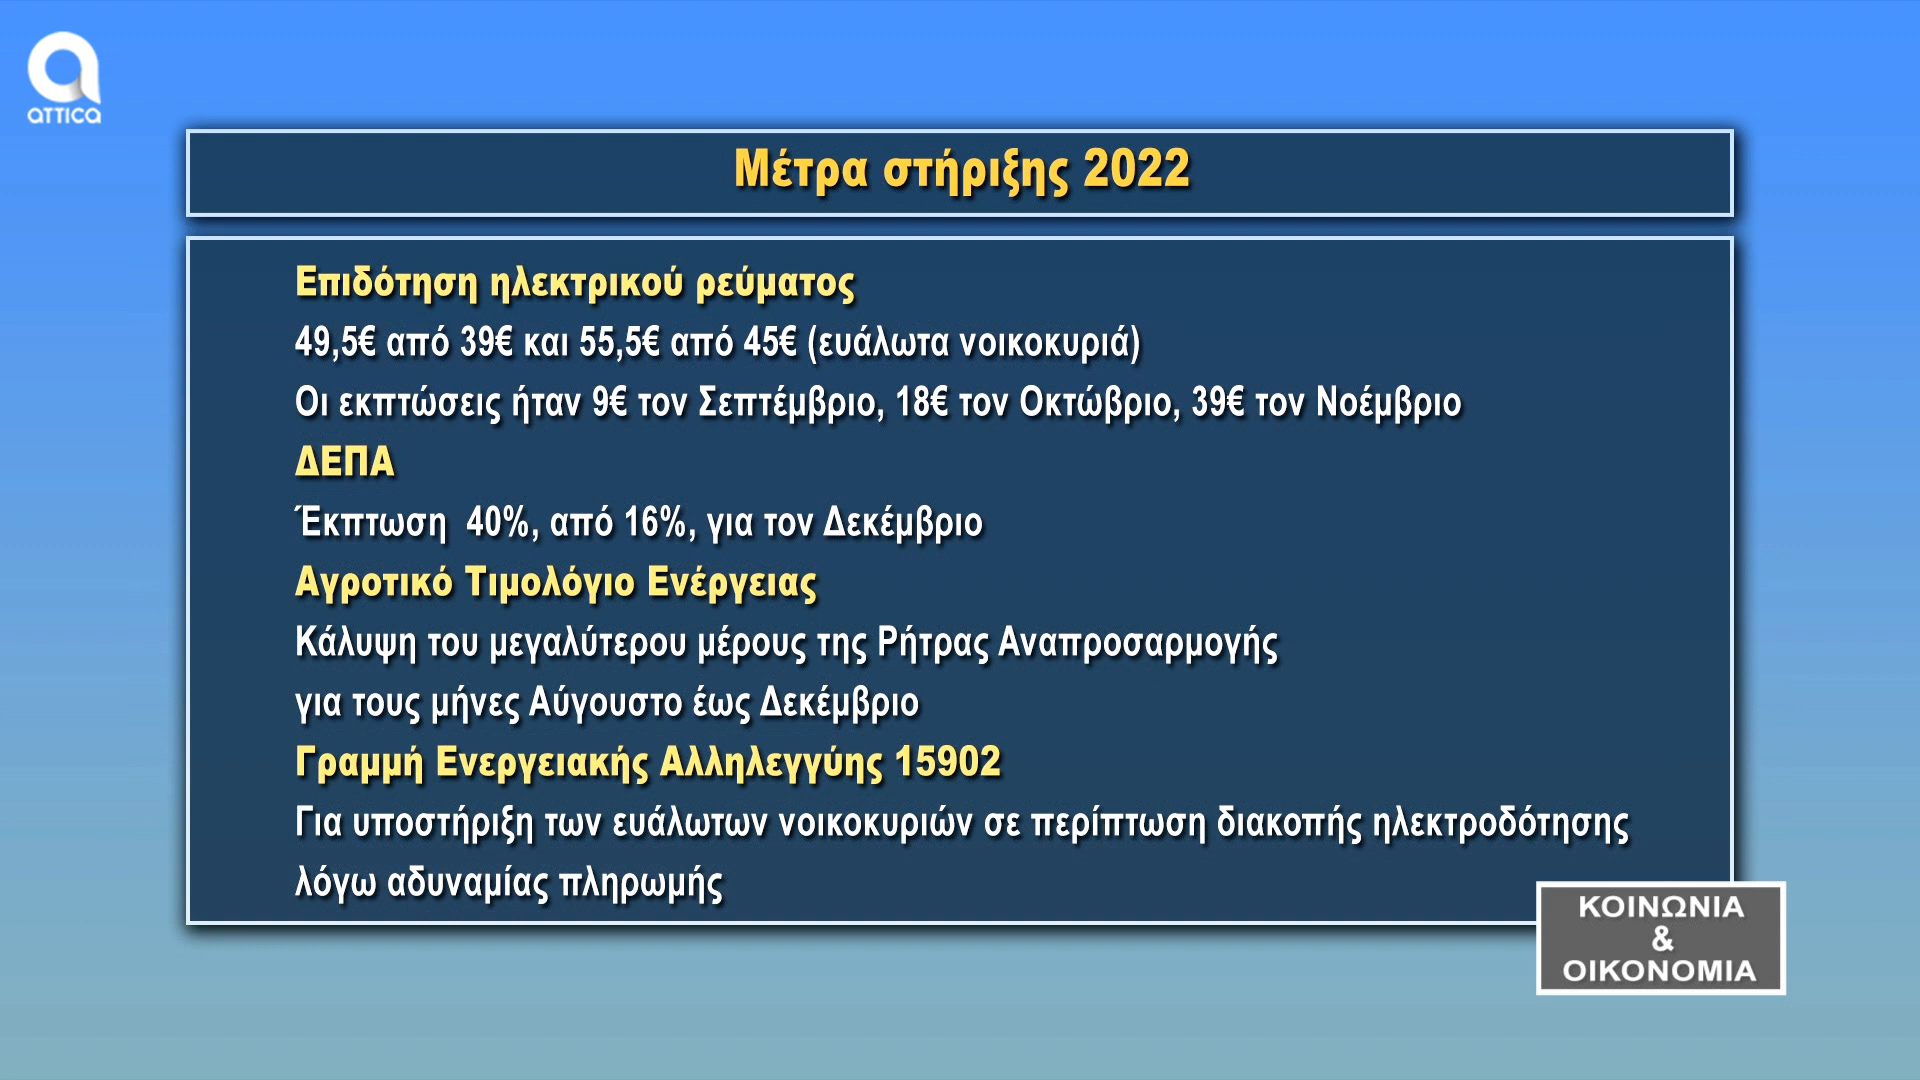 αττica
Μέτρα στήριξης 2022
Επιδότηση ηλεκτρικού ρεύματος
49,5€ από 39€ και 55,5€ από 45€ (ευάλωτα νοικοκυριά)
Οι εκπτώσεις ήταν 9€ τον Σεπτέμβριο, 18€ τον Οκτώβριο, 39€ τον Νοέμβριο
ΔΕΠΑ
Έκπτωση  40%, από 16%, για τον Δεκέμβριο
Αγροτικό Τιμολόγιο Ενέργειας
Κάλυψη του μεγαλύτερου μέρους της Ρήτρας Αναπροσαρμογής
για τους μήνες Αύγουστο έως Δεκέμβριο
Γραμμή Ενεργειακής Αλληλεγγύης 15902
Για υποστήριξη των ευάλωτων νοικοκυριών σε περίπτωση διακοπής ηλεκτροδότησης
λόγω αδυναμίας πληρωμής
ΚΟΙΝΩΝΙΑ
&
ΟΙΚΟΝΟΜΙΑ